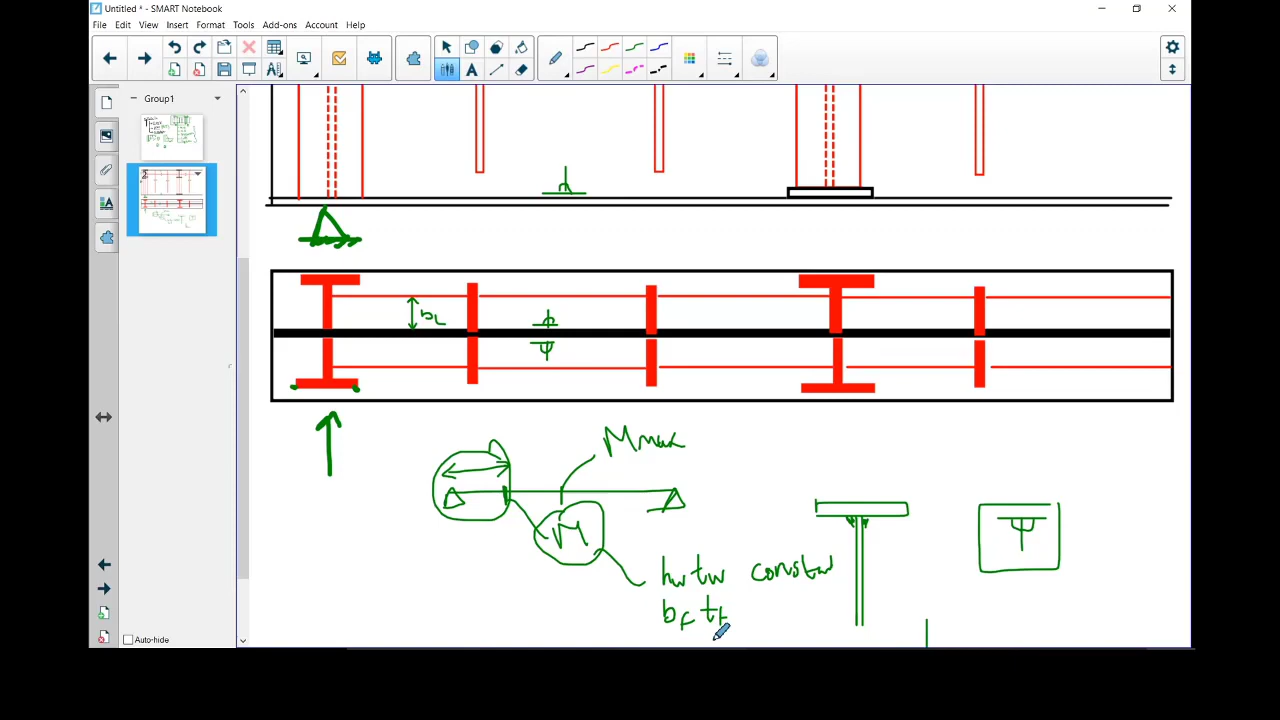 Untitled * - SMART Notebook
File Edit View Insert Format Tools Add-ons Account Help
Group1
bL
Mmax
M
hw tw constant
bf tf
Auto-hide